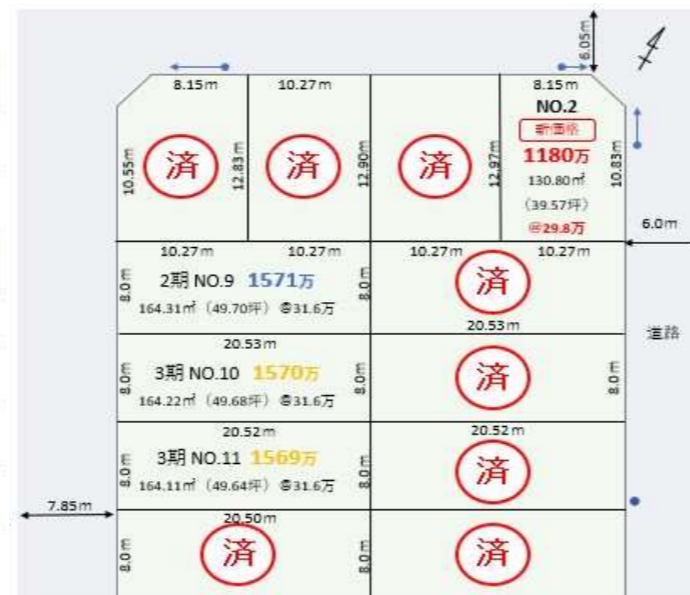 6.05m
8.15m
10.27m
8.15m
NO.2
新価格
1180万
130.80㎡
(39.57坪)
@29.8万
10.55m
済
12.83m
済
12.90m
済
12.97m
10.83m
6.0m
10.27m
10.27m
10.27m
10.27m
8.0m
2期 NO.9 1571万
164.31㎡ (49.70坪) @31.6万
8.0m
済
20.53m
道路
20.53m
8.0m
3期 NO.10 1570万
164.22㎡ (49.68坪) @31.6万
8.0m
済
8.0m
20.52m
20.52m
8.0m
3期 NO.11 1569万
164.11㎡ (49.64坪) @31.6万
8.0m
済
7.85m
20.50m
8.0m
済
8.0m
済